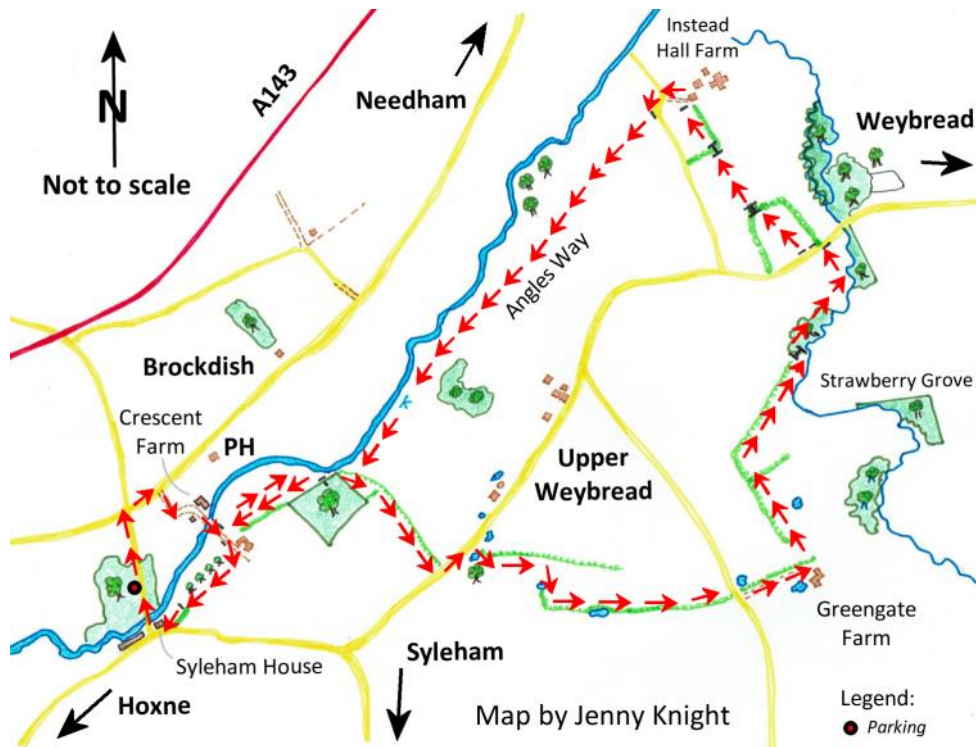 Instead
Hall Farm
A143
Needham
N
Weybread
Not to scale
Angles Way
Brockdish
Strawberry Grove
Crescent
Farm
PH
Upper
Weybread
Greengate
Farm
Syleham
Syleham House
Hoxne
Map by Jenny Knight
Legend:
Parking